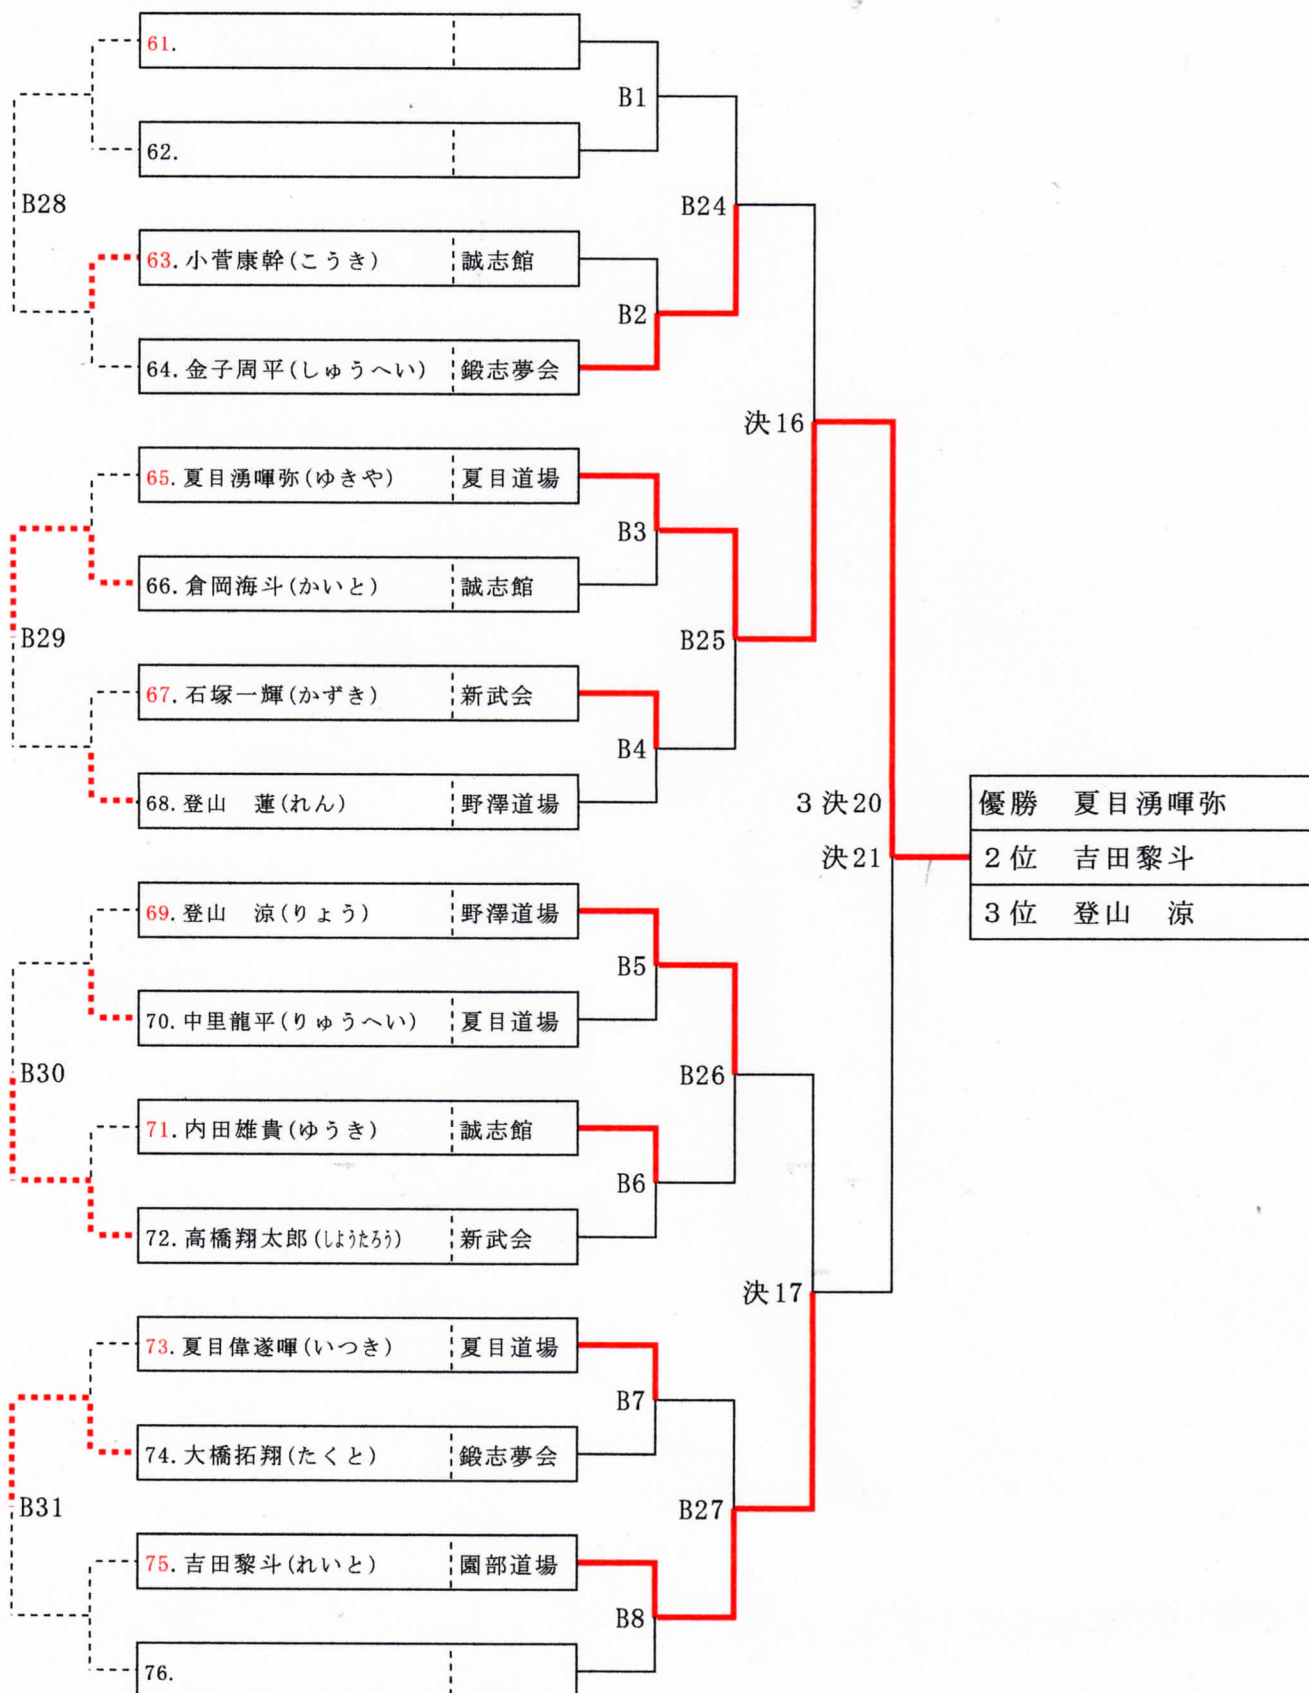 61.
B1
62.
B28
B24
63.小菅康幹(こうき) 誠志館
B2
64.金子周平(しゅうへい) 鍛志夢会
決16
65.夏目湧暉弥(ゆきや) 夏目道場
B3
66.倉岡海斗(かいと) 誠志館
B29
B25
67.石塚一輝(かずき) 新武会
B4
68.登山 蓮(れん) 野澤道場
3決20
優勝 夏目湧暉弥
決21
2位 吉田黎斗
3位 登山 涼
69.登山 涼(りょう) 野澤道場
B5
70.中里龍平(りゅうへい) 夏目道場
B30
B26
71.内田雄貴(ゆうき) 誠志館
B6
72.高橋翔太郎(しようたろう) 新武会
決17
73.夏目偉遂暉(いつき) 夏目道場
B7
74.大橋拓翔(たくと) 鍛志夢会
B31
B27
75.吉田黎斗(れいと) 園部道場
B8
76.